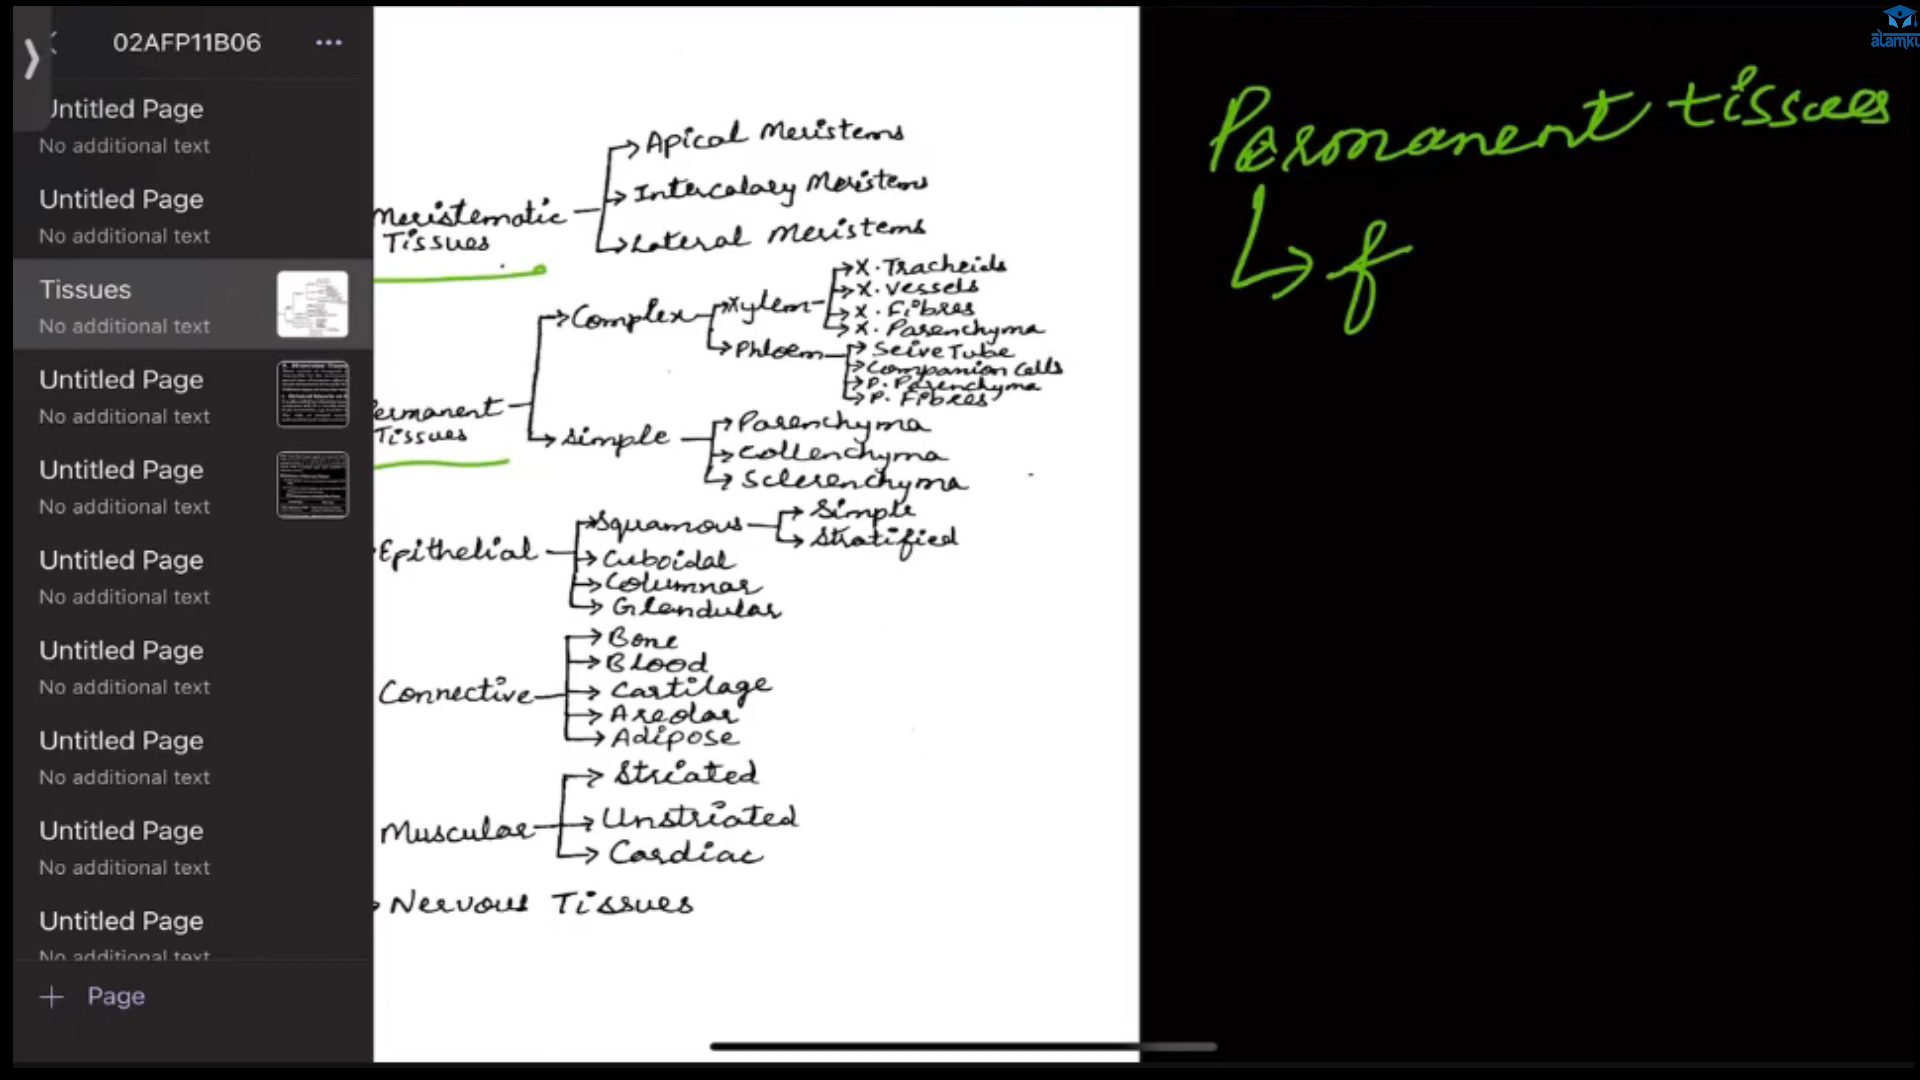 02AFP11B06
Untitled Page
No additional text
Untitled Page
No additional text
Tissues
No additional text
Untitled Page
No additional text
Untitled Page
No additional text
Untitled Page
No additional text
Untitled Page
No additional text
Untitled Page
No additional text
Untitled Page
No additional text
Untitled Page
No additional text
+ Page
Meristematic
Tissues
Apical Meristems
Intercalary Meristems
Lateral Meristems
Permanent
Tissues
Complex
Xylem
X. Tracheids
X. Vessels
X. Fibres
X. Parenchyma
Phloem
Seive Tube
Companion Cells
P. Parenchyma
P. Fibres
Simple
Parenchyma
Collenchyma
Sclerenchyma
Epithelial
Squamous
Simple
Stratified
Cuboidal
Columnar
Glandular
Connective
Bone
Blood
Cartilage
Areolar
Adipose
Muscular
Striated
Unstriated
Cardiac
Nervous Tissues
Permanent tissues
f